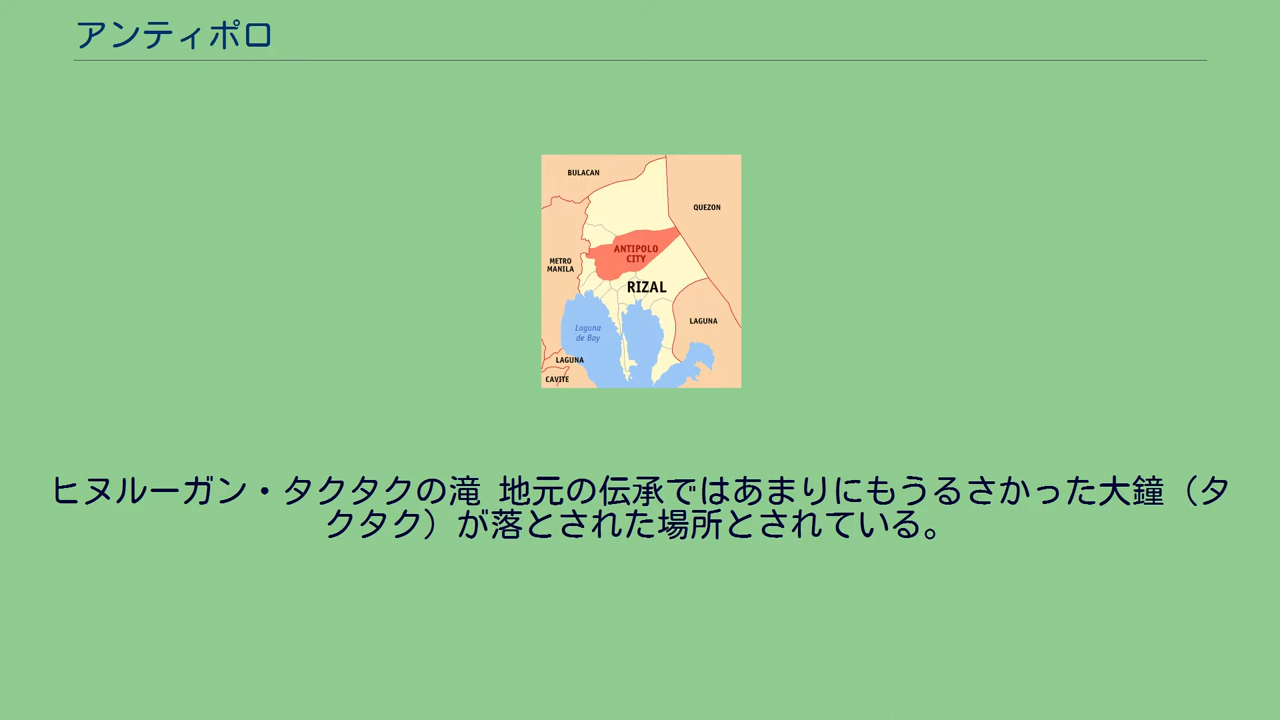 アンティポロ
BULACAN
QUEZON
ANTIPOLO
CITY
METRO
MANILA
RIZAL
LAGUNA
Laguna
de Bay
LAGUNA
CAVITE
ヒヌルーガン・タクタクの滝 地元の伝承ではあまりにもうるさかった大鐘（タ
クタク）が落とされた場所とされている。